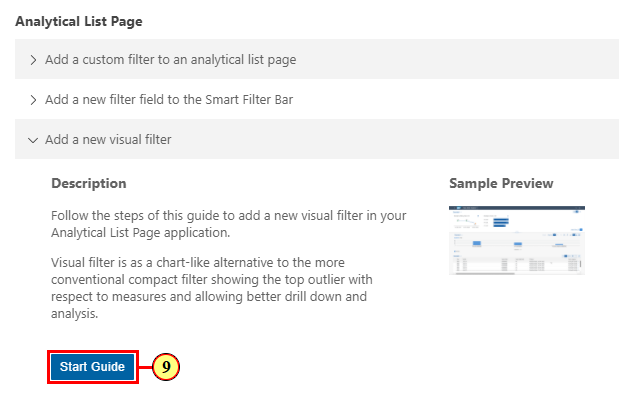 Analytical List Page
Add a custom filter to an analytical list page
Add a new filter field to the Smart Filter Bar
Add a new visual filter
Description
Sample Preview
Follow the steps of this guide to add a new visual filter in your
Analytical List Page application.
Visual filter is as a chart-like alternative to the more
conventional compact filter showing the top outlier with
respect to measures and allowing better drill down and
analysis.
Start Guide
9